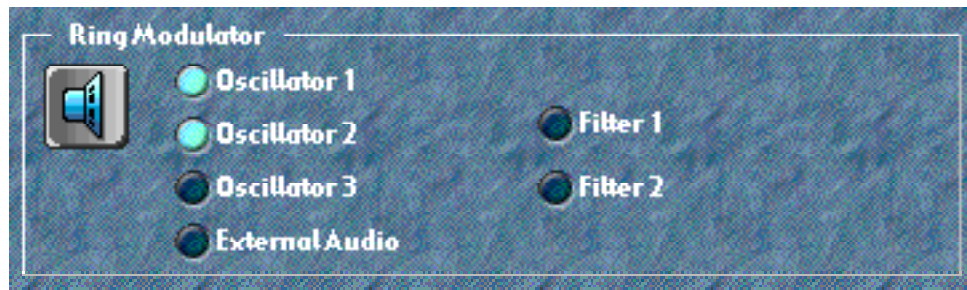 Ring Modulator
Oscillator 1
Oscillator 2
Oscillator 3
External Audio
Filter 1
Filter 2